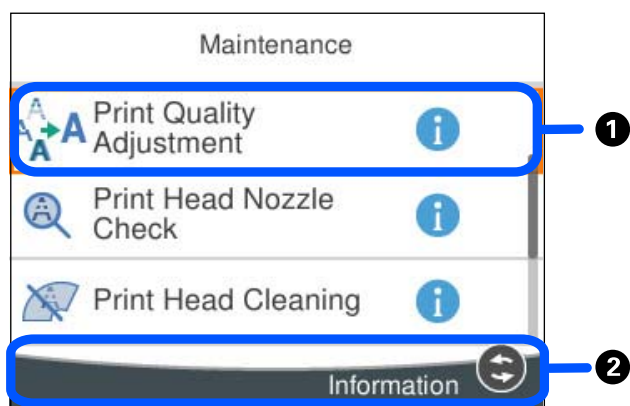 Maintenance
Print Quality
Adjustment
1
Print Head Nozzle
Check
Print Head Cleaning
Information
2